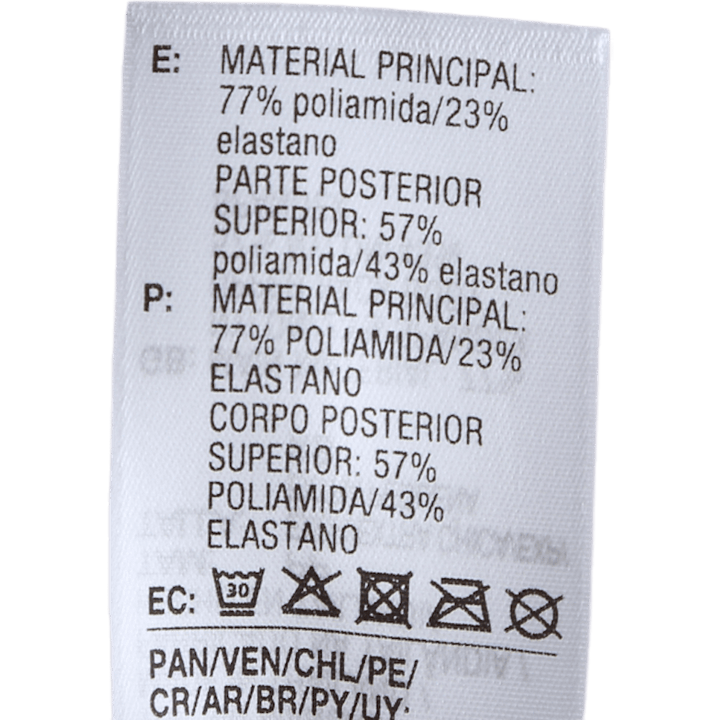 E: MATERIAL PRINCIPAL:
77% poliamida/23%
elastano
PARTE POSTERIOR
SUPERIOR: 57%
poliamida/43% elastano
P: MATERIAL PRINCIPAL:
77% POLIAMIDA/23%
ELASTANO
CORPO POSTERIOR
SUPERIOR: 57%
POLIAMIDA/43%
ELASTANO
EC: 30
PAN/VEN/CHL/PE/
CR/AR/BR/PY/UY